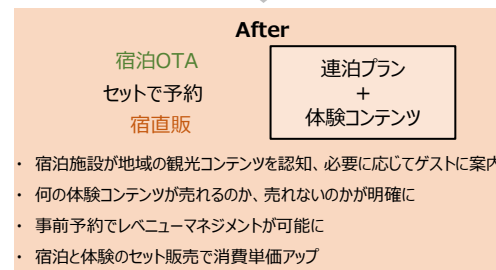 After
宿泊OTA
セットで予約
宿直販
連泊プラン
+
体験コンテンツ
・ 宿泊施設が地域の観光コンテンツを認知、必要に応じてゲストに案内
・ 何の体験コンテンツが売れるのか、売れないのかが明確に
・ 事前予約でレベニューマネジメントが可能に
・ 宿泊と体験のセット販売で消費単価アップ